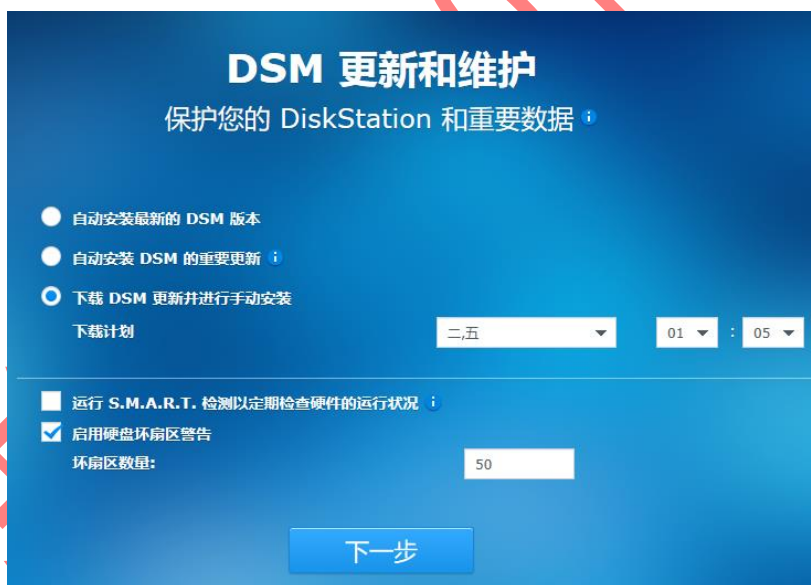 DSM 更新和维护
保护您的 DiskStation 和重要数据
自动安装最新的 DSM 版本
自动安装 DSM 的重要更新
下载 DSM 更新并进行手动安装
下载计划 二,五 01 : 05
运行 S.M.A.R.T. 检测以定期检查硬件的运行状况
启用硬盘坏扇区警告
坏扇区数量: 50
下一步